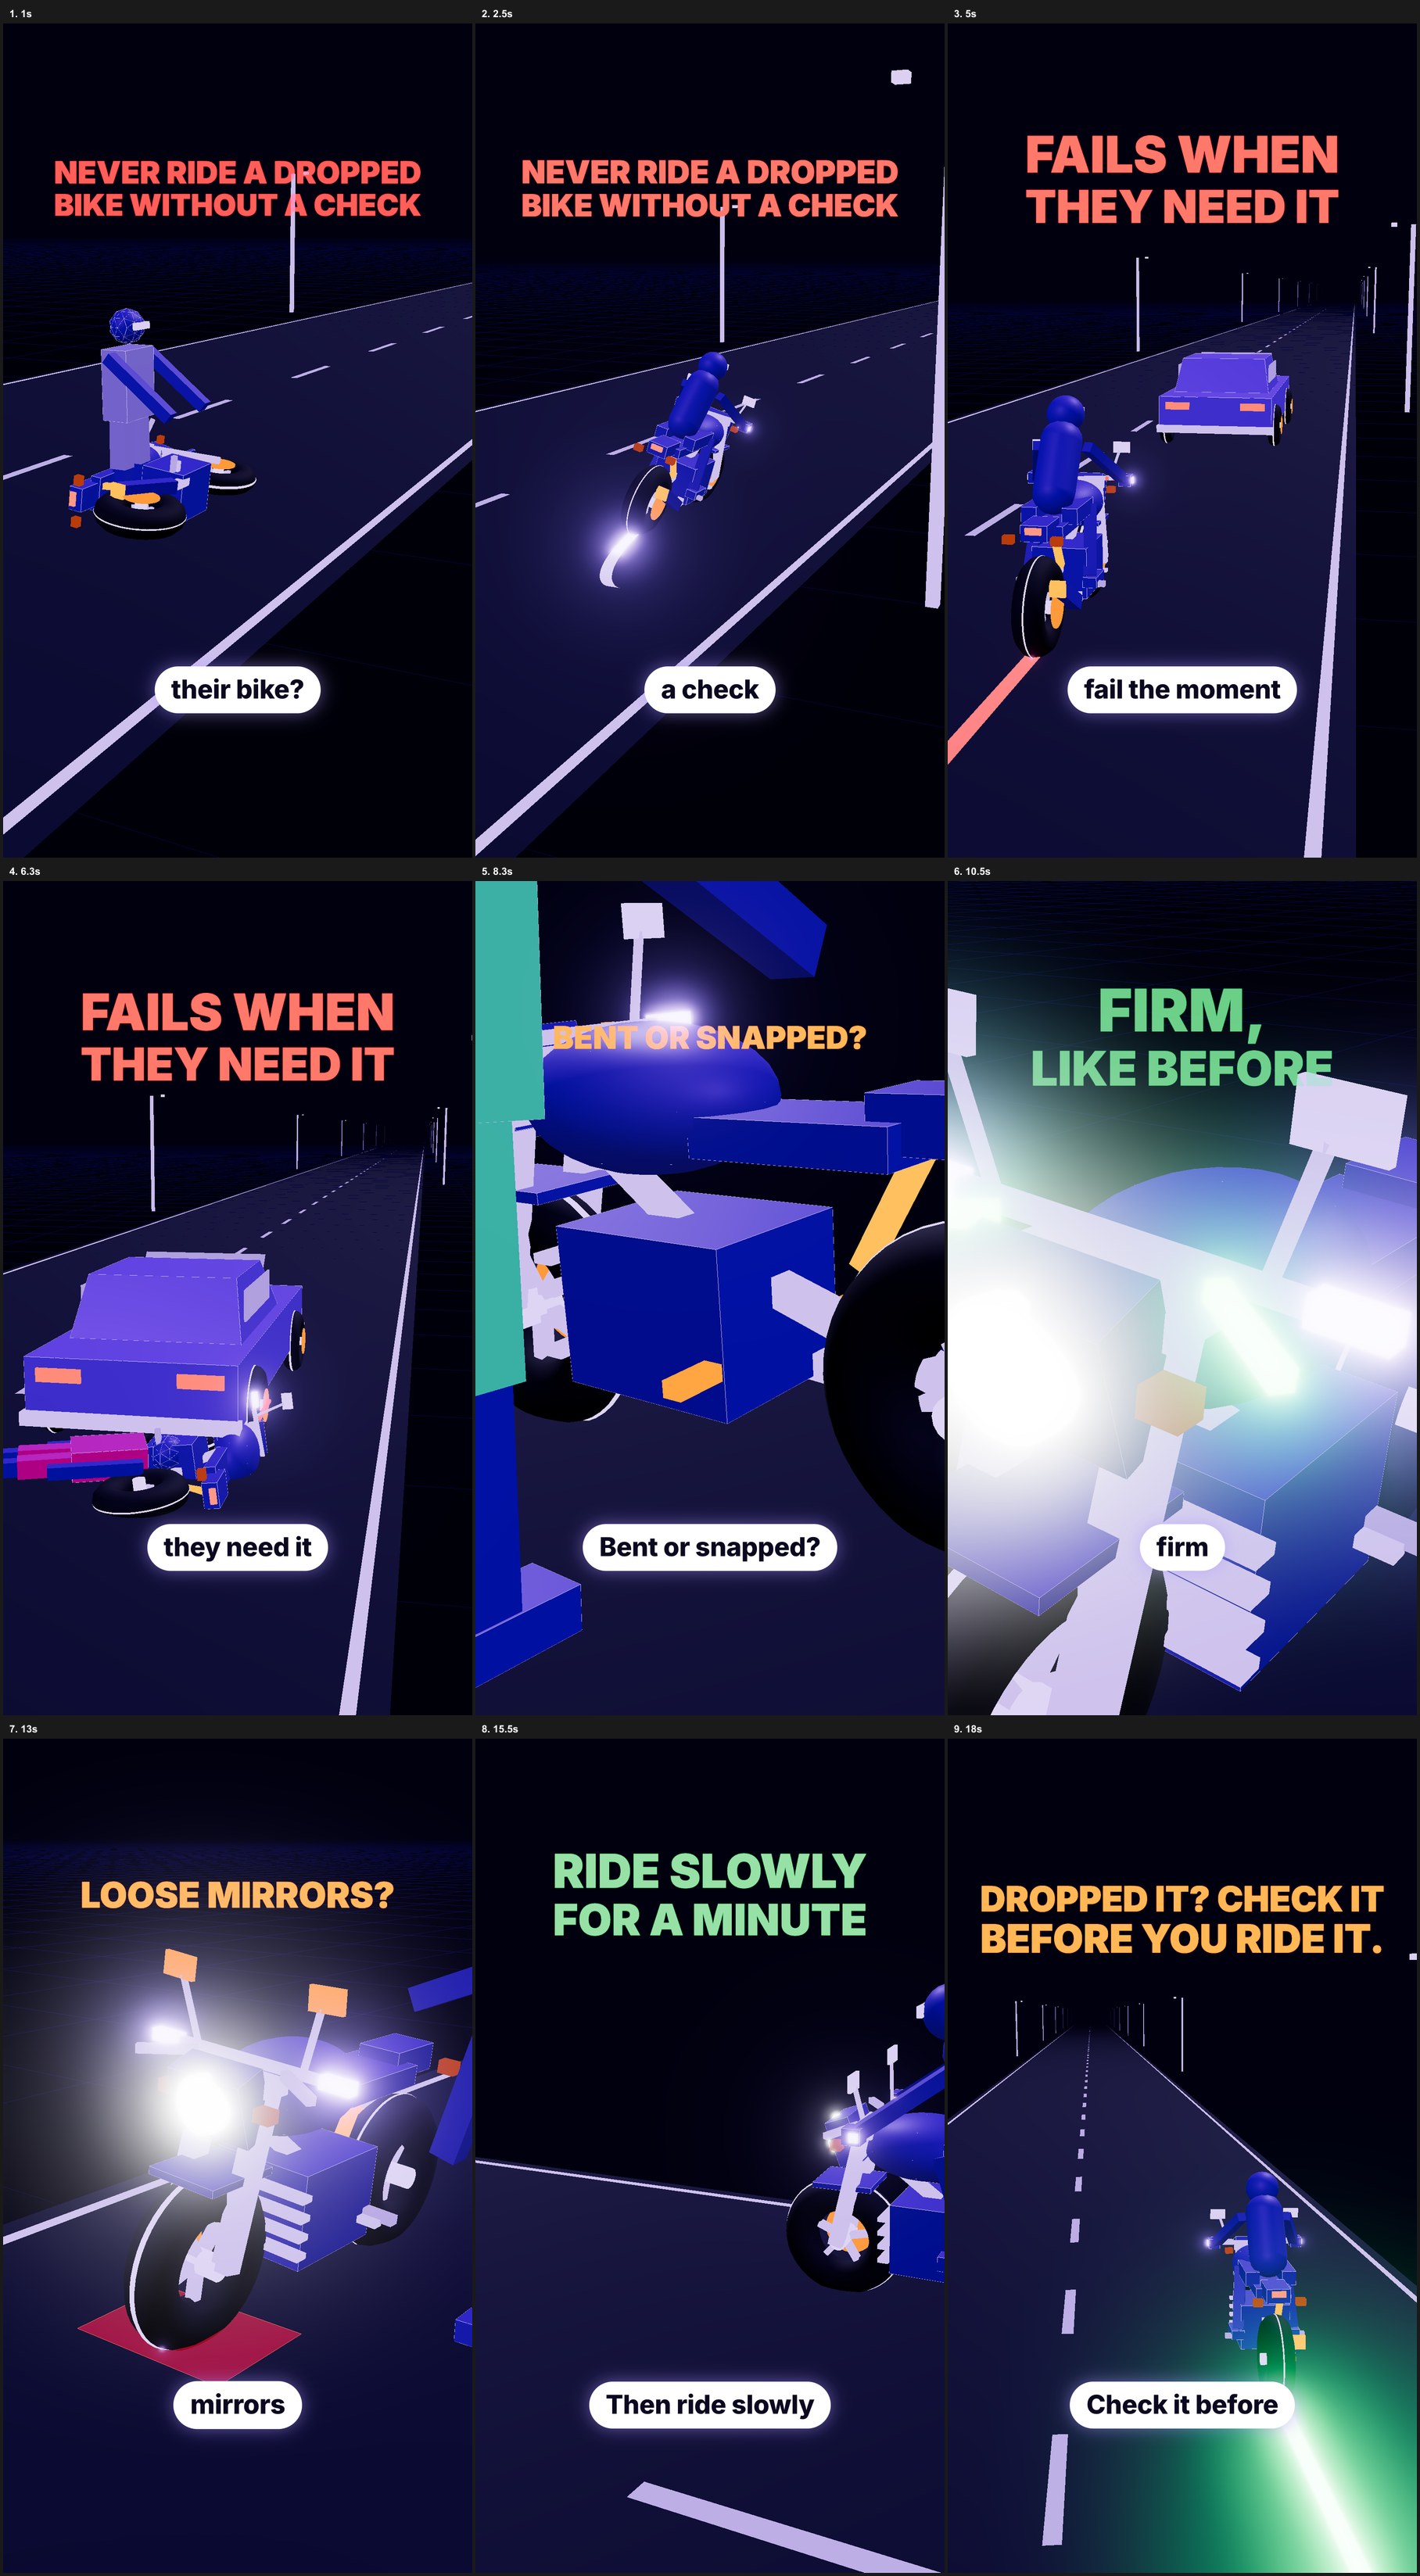 1. 1s
NEVER RIDE A DROPPED
BIKE WITHOUT A CHECK
their bike?
2. 2.5s
NEVER RIDE A DROPPED
BIKE WITHOUT A CHECK
a check
3. 5s
FAILS WHEN
THEY NEED IT
fail the moment
4. 6.3s
FAILS WHEN
THEY NEED IT
they need it
5. 8.3s
BENT OR SNAPPED?
Bent or snapped?
6. 10.5s
FIRM,
LIKE BEFORE
firm
7. 13s
LOOSE MIRRORS?
mirrors
8. 15.5s
RIDE SLOWLY
FOR A MINUTE
Then ride slowly
9. 18s
DROPPED IT? CHECK IT
BEFORE YOU RIDE IT.
Check it before